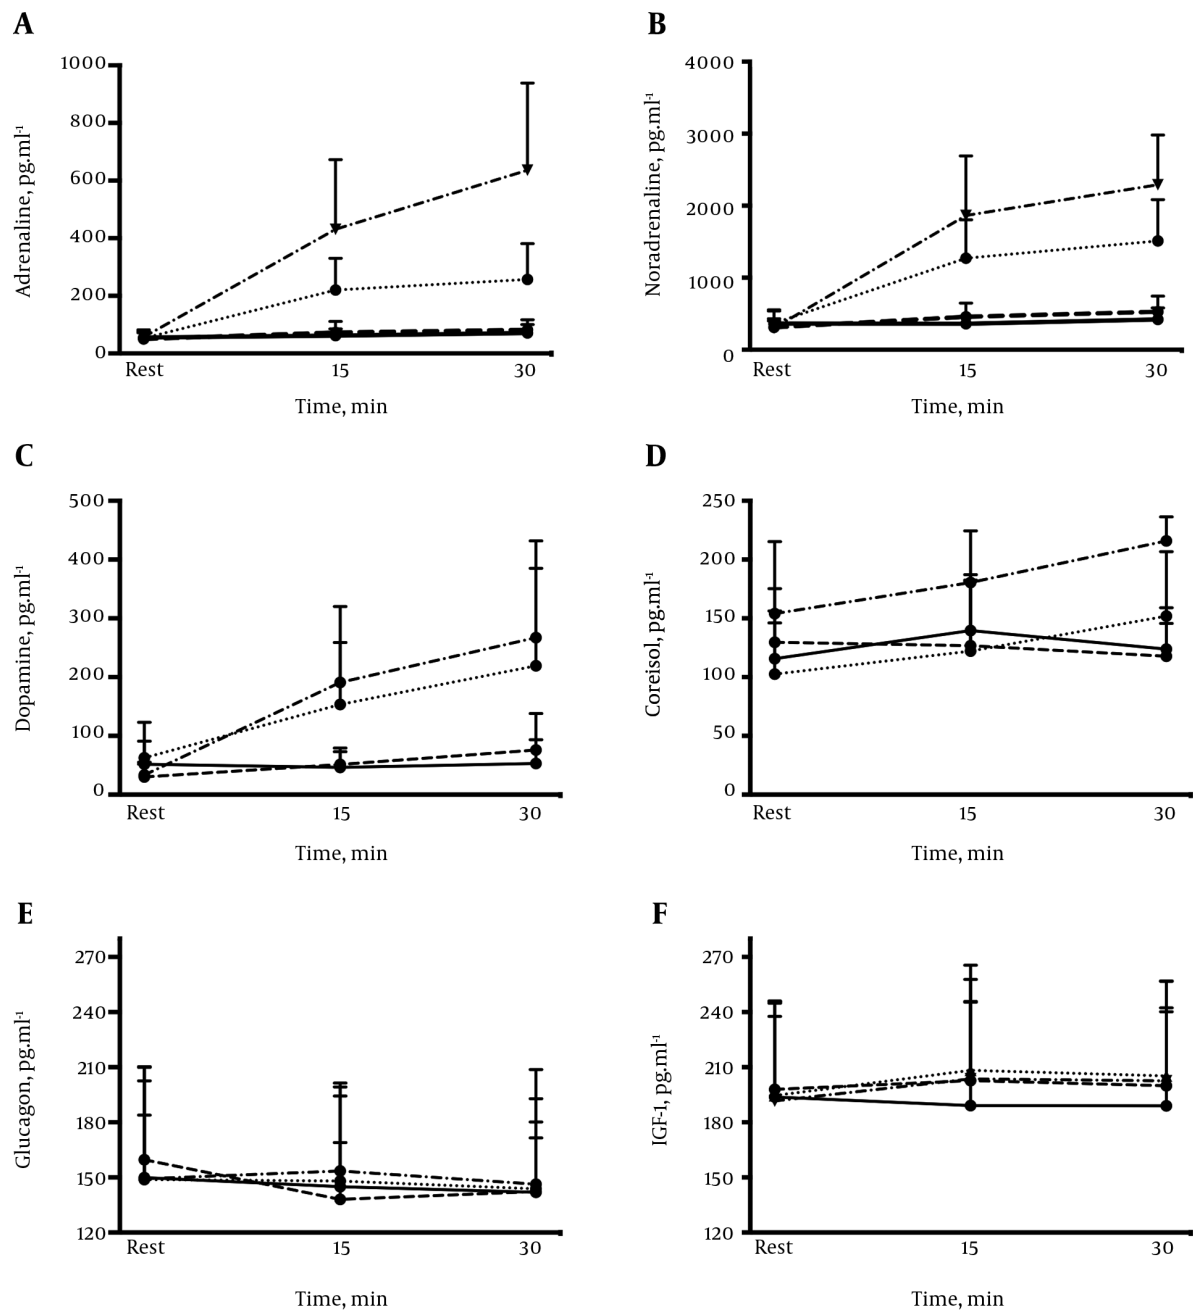 A
Adrenaline, pg.ml-1
1000
800
600
400
200
0
Rest 15 30
Time, min
B
Noradrenaline, pg.ml-1
4000
3000
2000
1000
0
Rest 15 30
Time, min
C
Dopamine, pg.ml-1
500
400
300
200
100
0
Rest 15 30
Time, min
D
Coreisol, pg.ml-1
250
200
150
100
50
0
Rest 15 30
Time, min
E
Glucagon, pg.ml-1
270
240
210
180
150
120
Rest 15 30
Time, min
F
IGF-1, pg.ml-1
270
240
210
180
150
120
Rest 15 30
Time, min